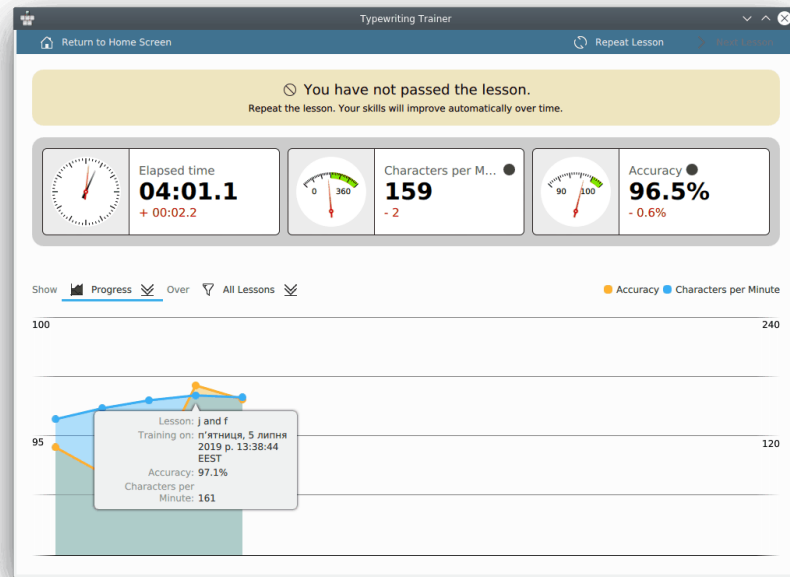 Typewriting Trainer
Return to Home Screen
Repeat Lesson
Next Lesson
You have not passed the lesson.
Repeat the lesson. Your skills will improve automatically over time.
Elapsed time
04:01.1
+ 00:02.2
0 360
Characters per M...
159
- 2
90 100
Accuracy
96.5%
- 0.6%
Show Progress Over All Lessons
Accuracy Characters per Minute
100 240
95 120
Lesson: j and f
Training on: п’ятниця, 5 липня
2019 р. 13:38:44
EEST
Accuracy: 97.1%
Characters per
Minute: 161